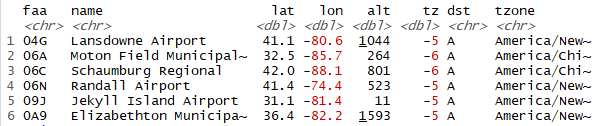 faa name lat lon alt tz dst tzone
<chr> <chr> <dbl> <dbl> <dbl> <dbl> <chr> <chr>
1 04G Lansdowne Airport 41.1 -80.6 1044 -5 A America/New~
2 06A Moton Field Municipal~ 32.5 -85.7 264 -6 A America/Chi~
3 06C Schaumburg Regional 42.0 -88.1 801 -6 A America/Chi~
4 06N Randall Airport 41.4 -74.4 523 -5 A America/New~
5 09J Jekyll Island Airport 31.1 -81.4 11 -5 A America/New~
6 0A9 Elizabethton Municipa~ 36.4 -82.2 1593 -5 A America/New~